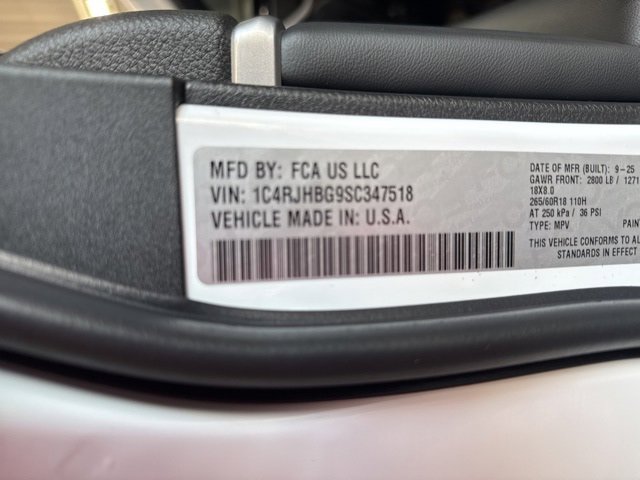 MFD BY: FCA US LLC
VIN: 1C4RJHBG9SC347518
VEHICLE MADE IN: U.S.A.
DATE OF MFR (BUILT): 9-25
GAWR FRONT: 2800 LB / 1271
18X8.0
265/60R18 110H
AT 250 kPa / 36 PSI
TYPE: MPV
THIS VEHICLE CONFORMS TO
STANDARDS IN EFFECT